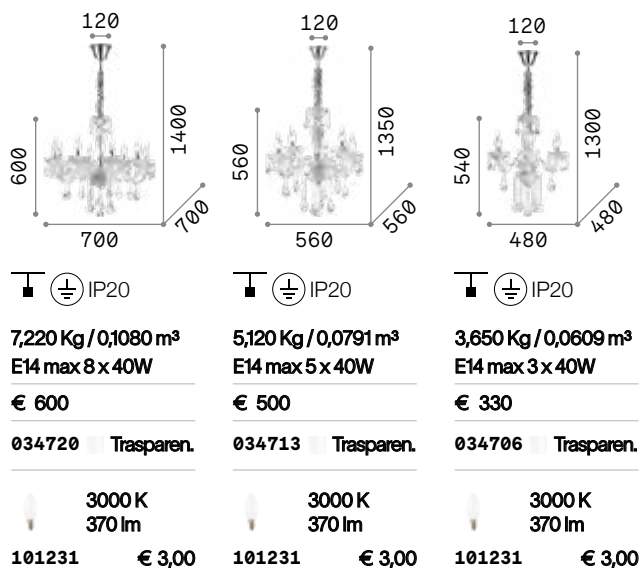 120
1400
600
700
700
IP20
7,220 Kg / 0,1080 m³
E14 max 8 x 40W
€ 600
034720 Trasparen.
3000 K
370 lm
101231 € 3,00
120
1350
560
560
560
IP20
5,120 Kg / 0,0791 m³
E14 max 5 x 40W
€ 500
034713 Trasparen.
3000 K
370 lm
101231 € 3,00
120
1300
540
480
480
IP20
3,650 Kg / 0,0609 m³
E14 max 3 x 40W
€ 330
034706 Trasparen.
3000 K
370 lm
101231 € 3,00